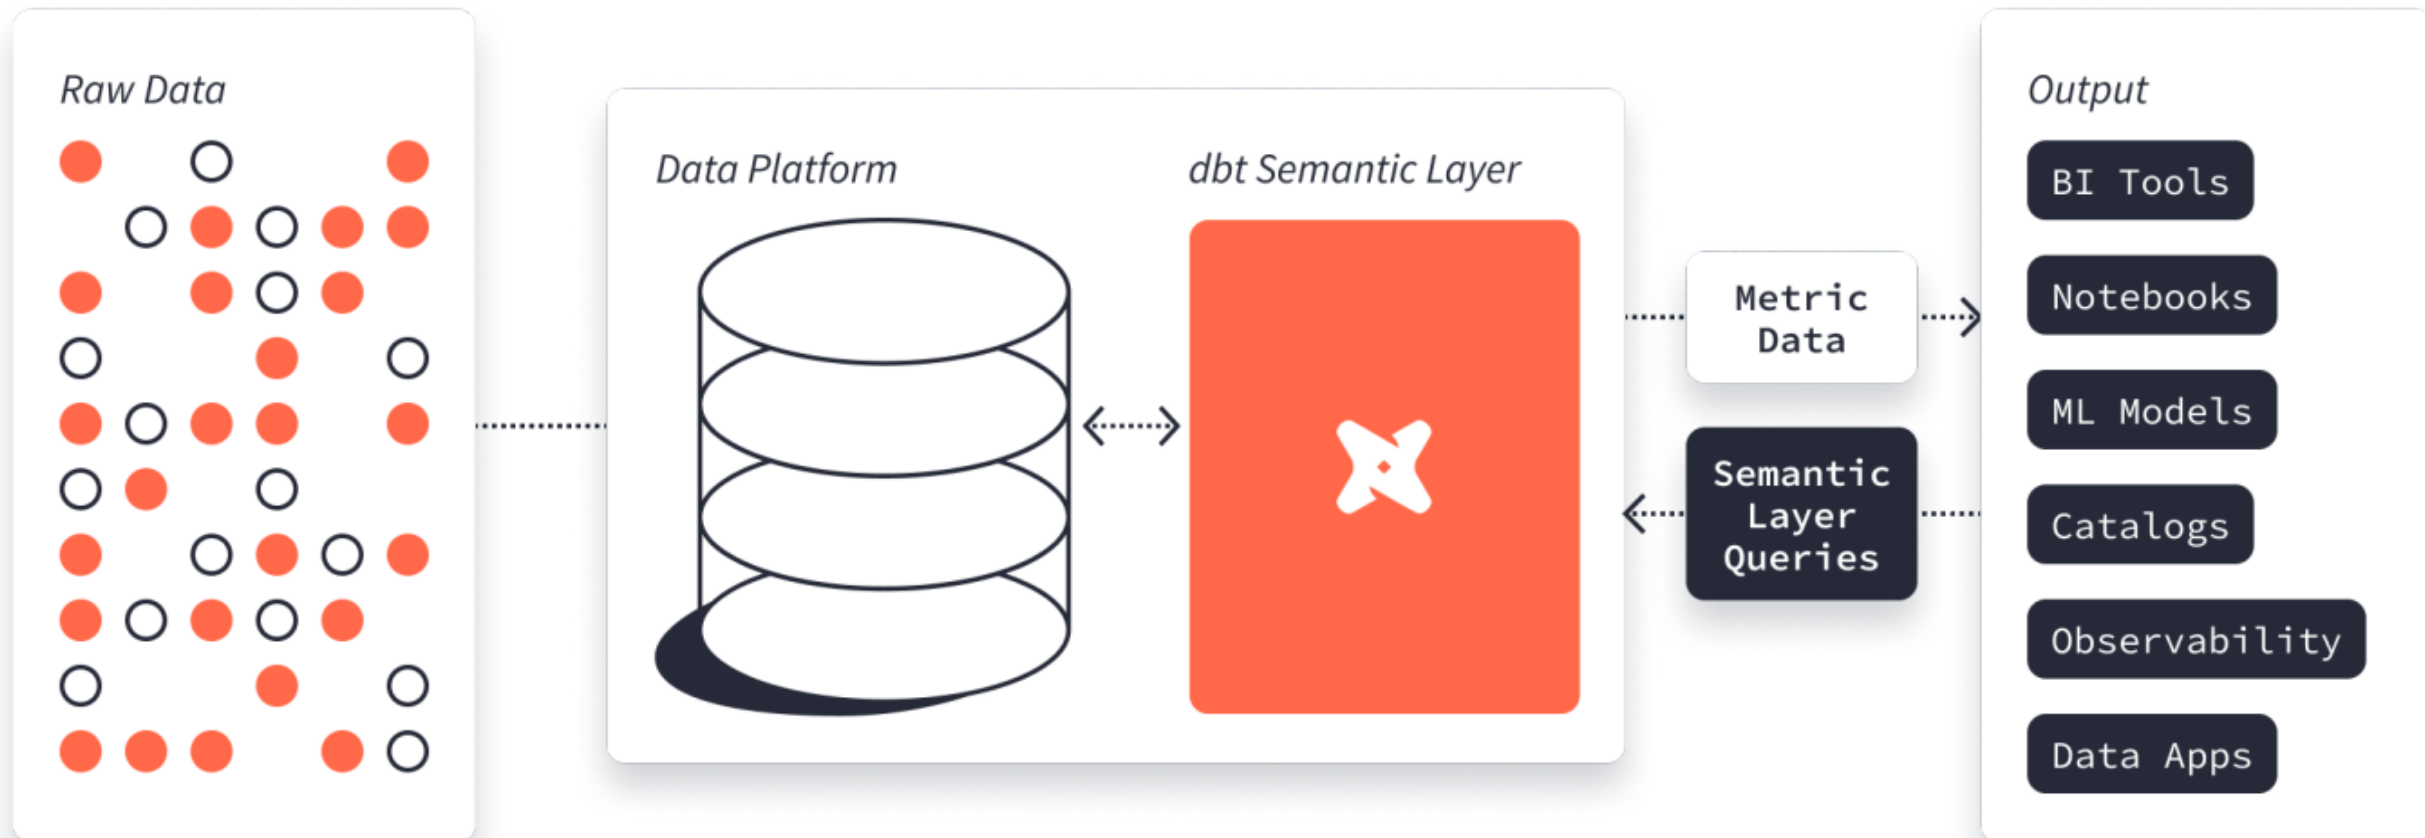 Raw Data
Data Platform
dbt Semantic Layer
Metric
Data
Semantic
Layer
Queries
Output
BI Tools
Notebooks
ML Models
Catalogs
Observability
Data Apps